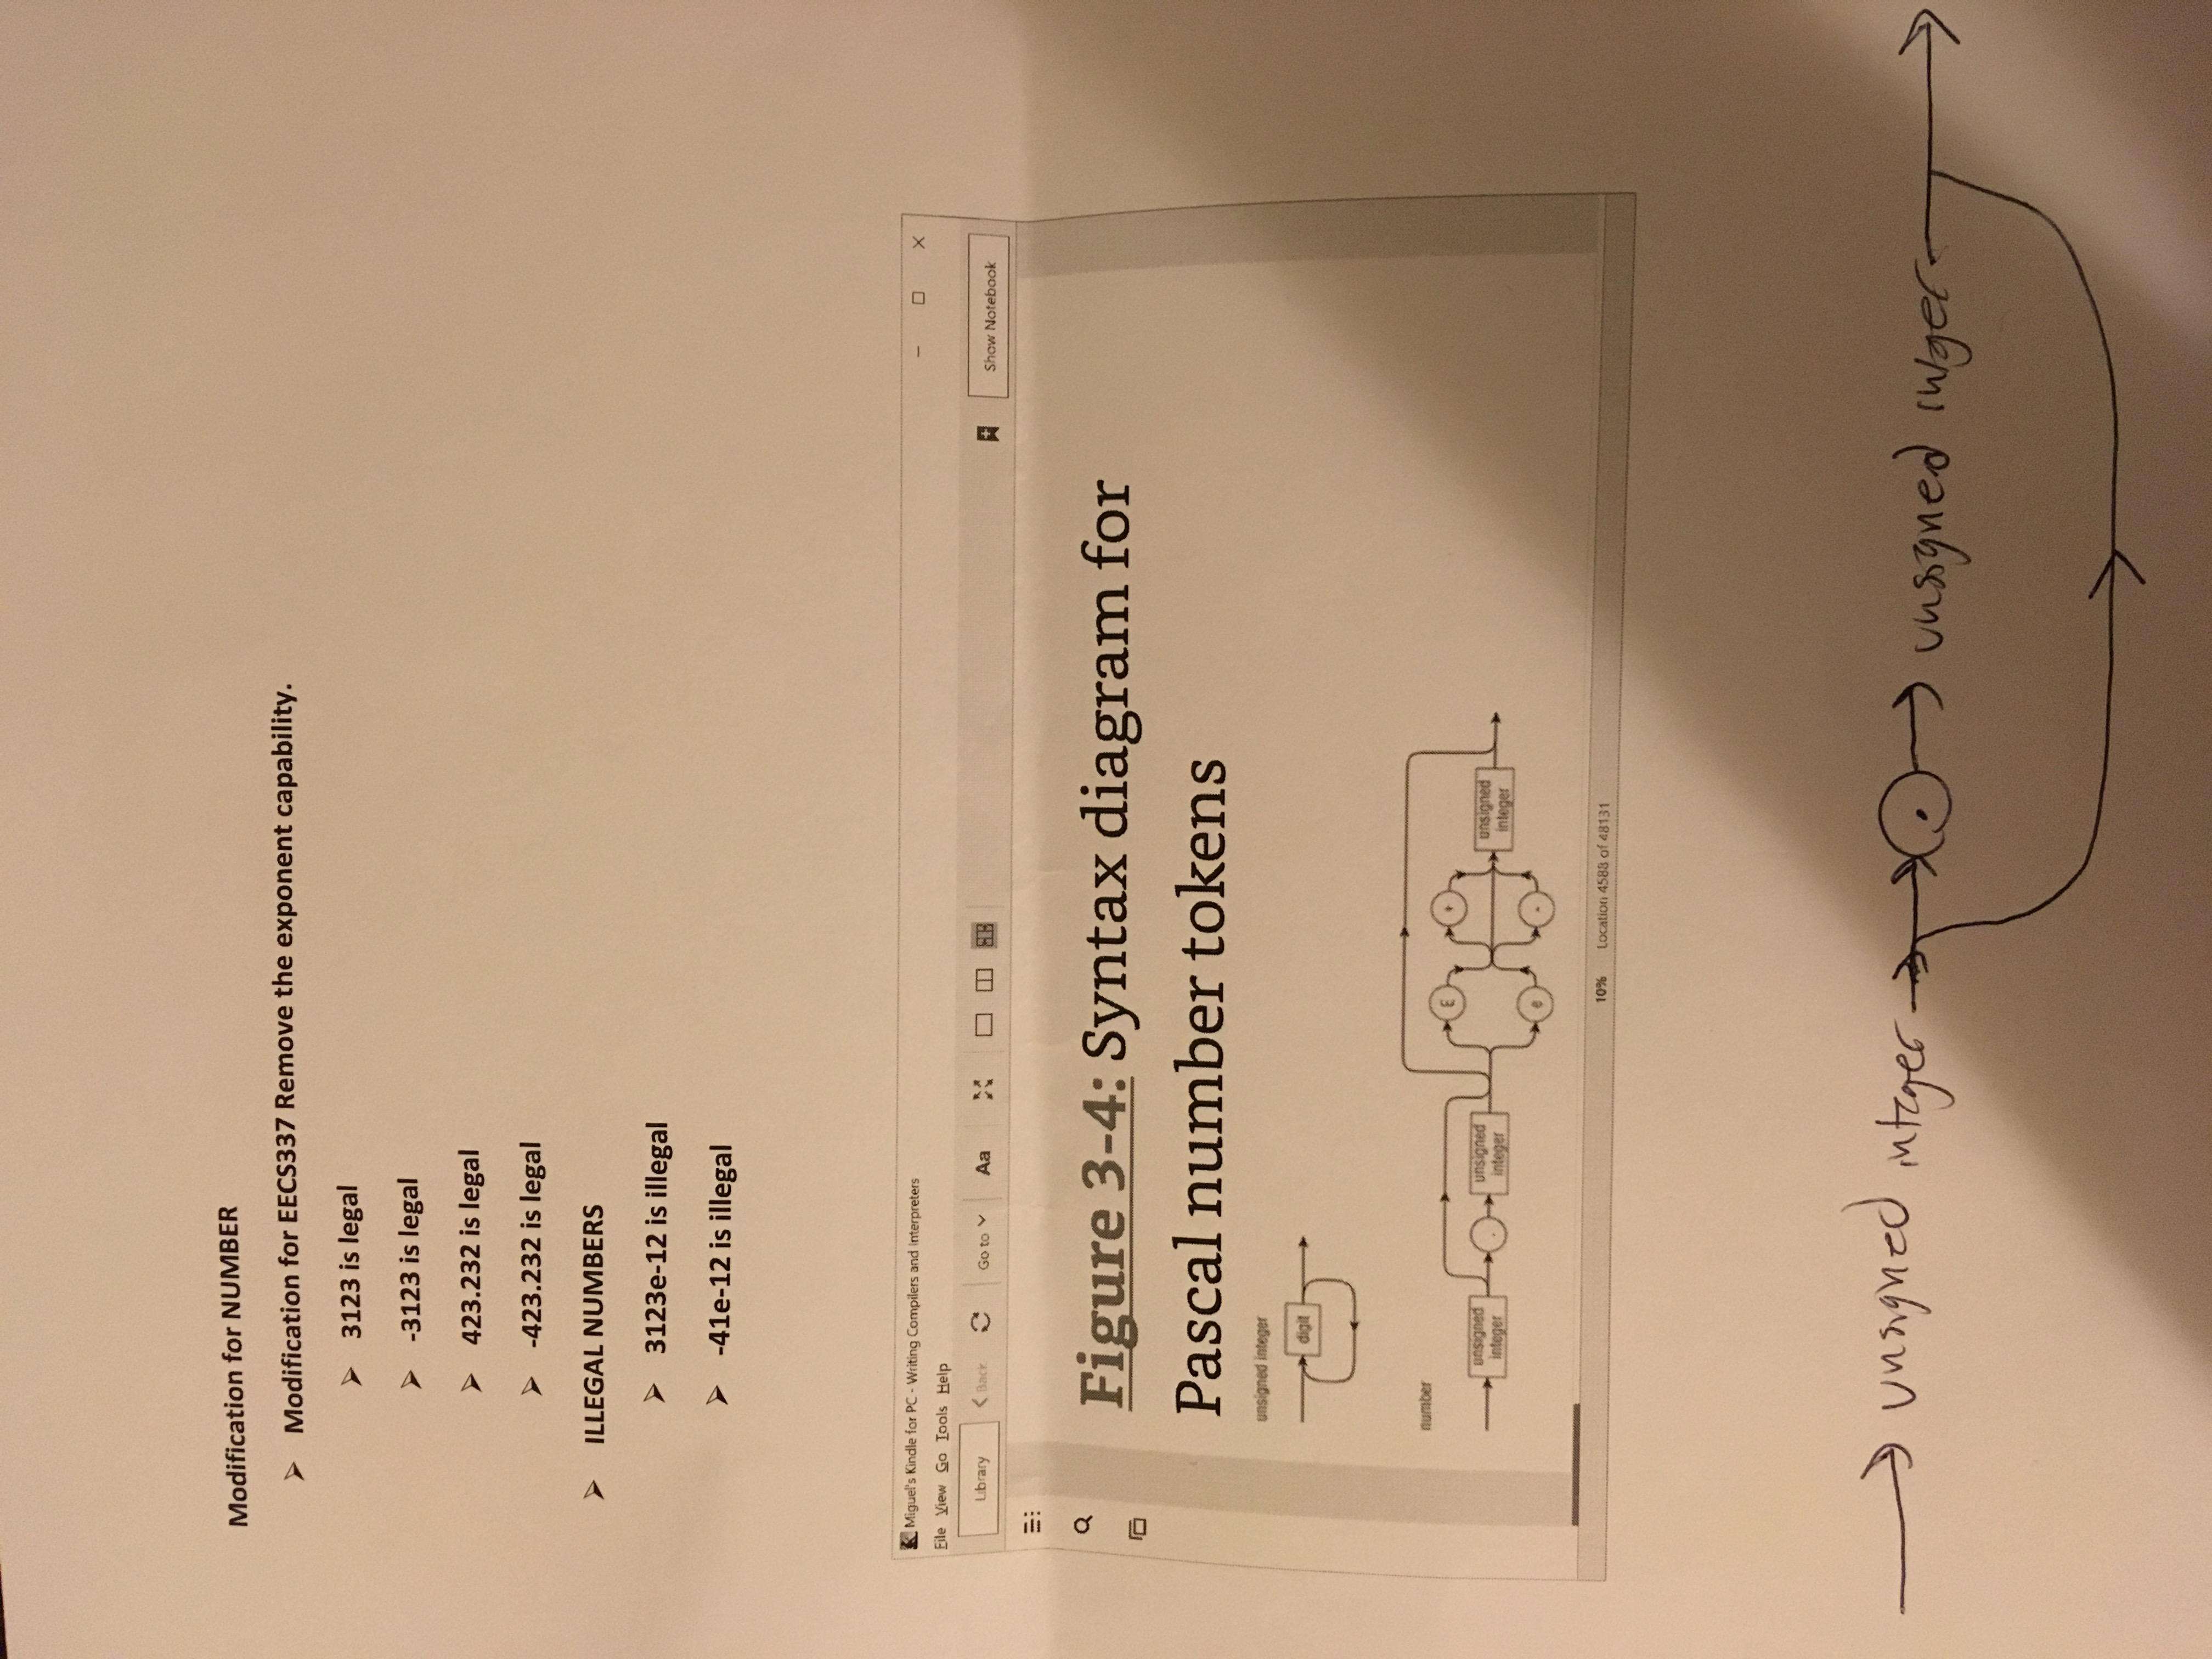 Modification for NUMBER
➢ Modification for EECS337 Remove the exponent capability.
➢ 3123 is legal
➢ -3123 is legal
➢ 423.232 is legal
➢ -423.232 is legal
➢ ILLEGAL NUMBERS
➢ 3123e-12 is illegal
➢ -41e-12 is illegal
Miguel's Kindle for PC - Writing Compilers and Interpreters
File View Go Tools Help
Library Back Go to Aa Show Notebook
Figure 3-4: Syntax diagram for
Pascal number tokens
unsigned integer
digit
number
E +
unsigned integer . unsigned integer unsigned integer
e -
10% Location 4588 of 48131
unsigned integer . unsigned